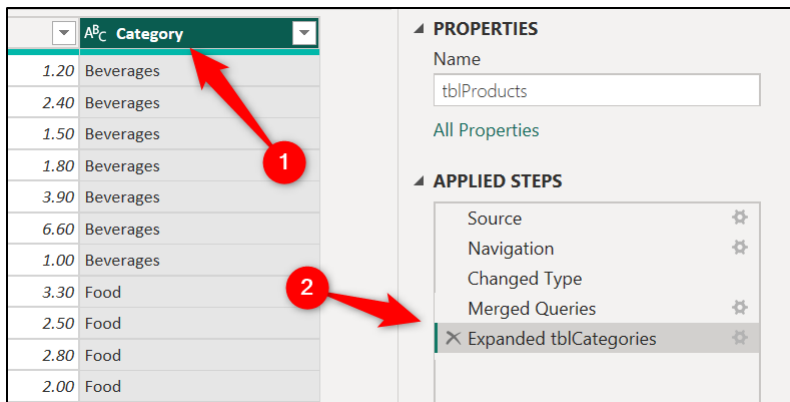 ABC Category
1.20 Beverages
2.40 Beverages
1.50 Beverages
1.80 Beverages
3.90 Beverages
6.60 Beverages
1.00 Beverages
3.30 Food
2.50 Food
2.80 Food
2.00 Food
1
2
PROPERTIES
Name
tblProducts
All Properties
APPLIED STEPS
Source
Navigation
Changed Type
Merged Queries
Expanded tblCategories